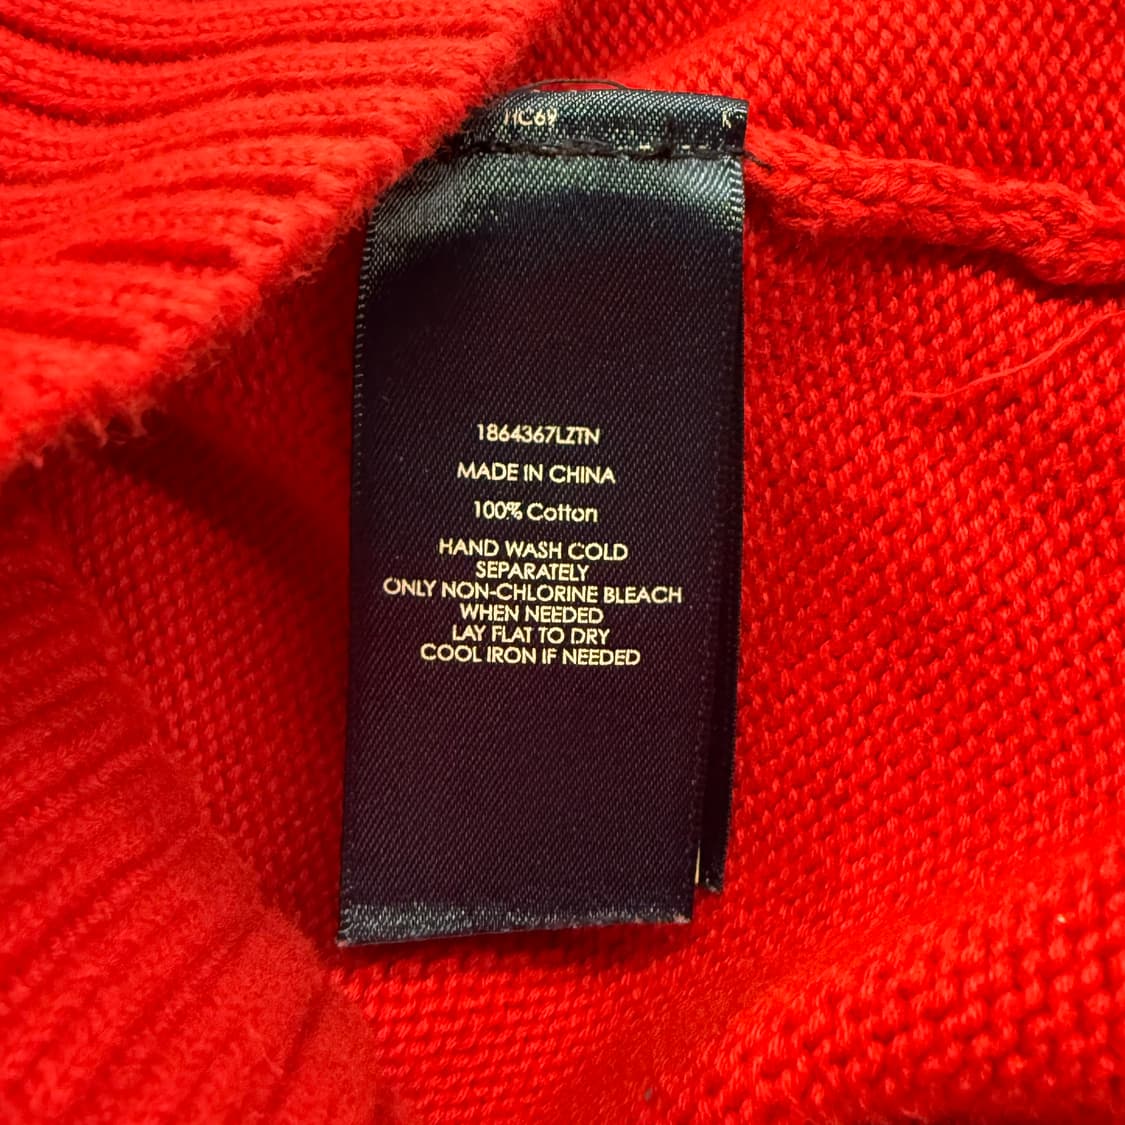 1864367LZTN
MADE IN CHINA
100% Cotton
HAND WASH COLD
SEPARATELY
ONLY NON-CHLORINE BLEACH
WHEN NEEDED
LAY FLAT TO DRY
COOL IRON IF NEEDED